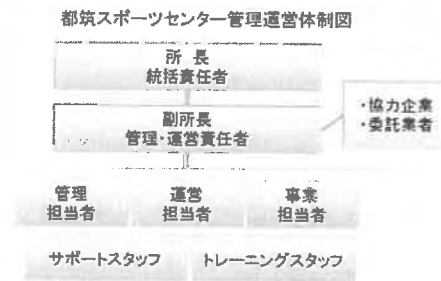 都筑スポーツセンター管理運営体制図
所 長
統括責任者
副所長
管理・運営責任者
・協力企業
・委託業者
管理
担当者
運営
担当者
事業
担当者
サポートスタッフ
トレーニングスタッフ